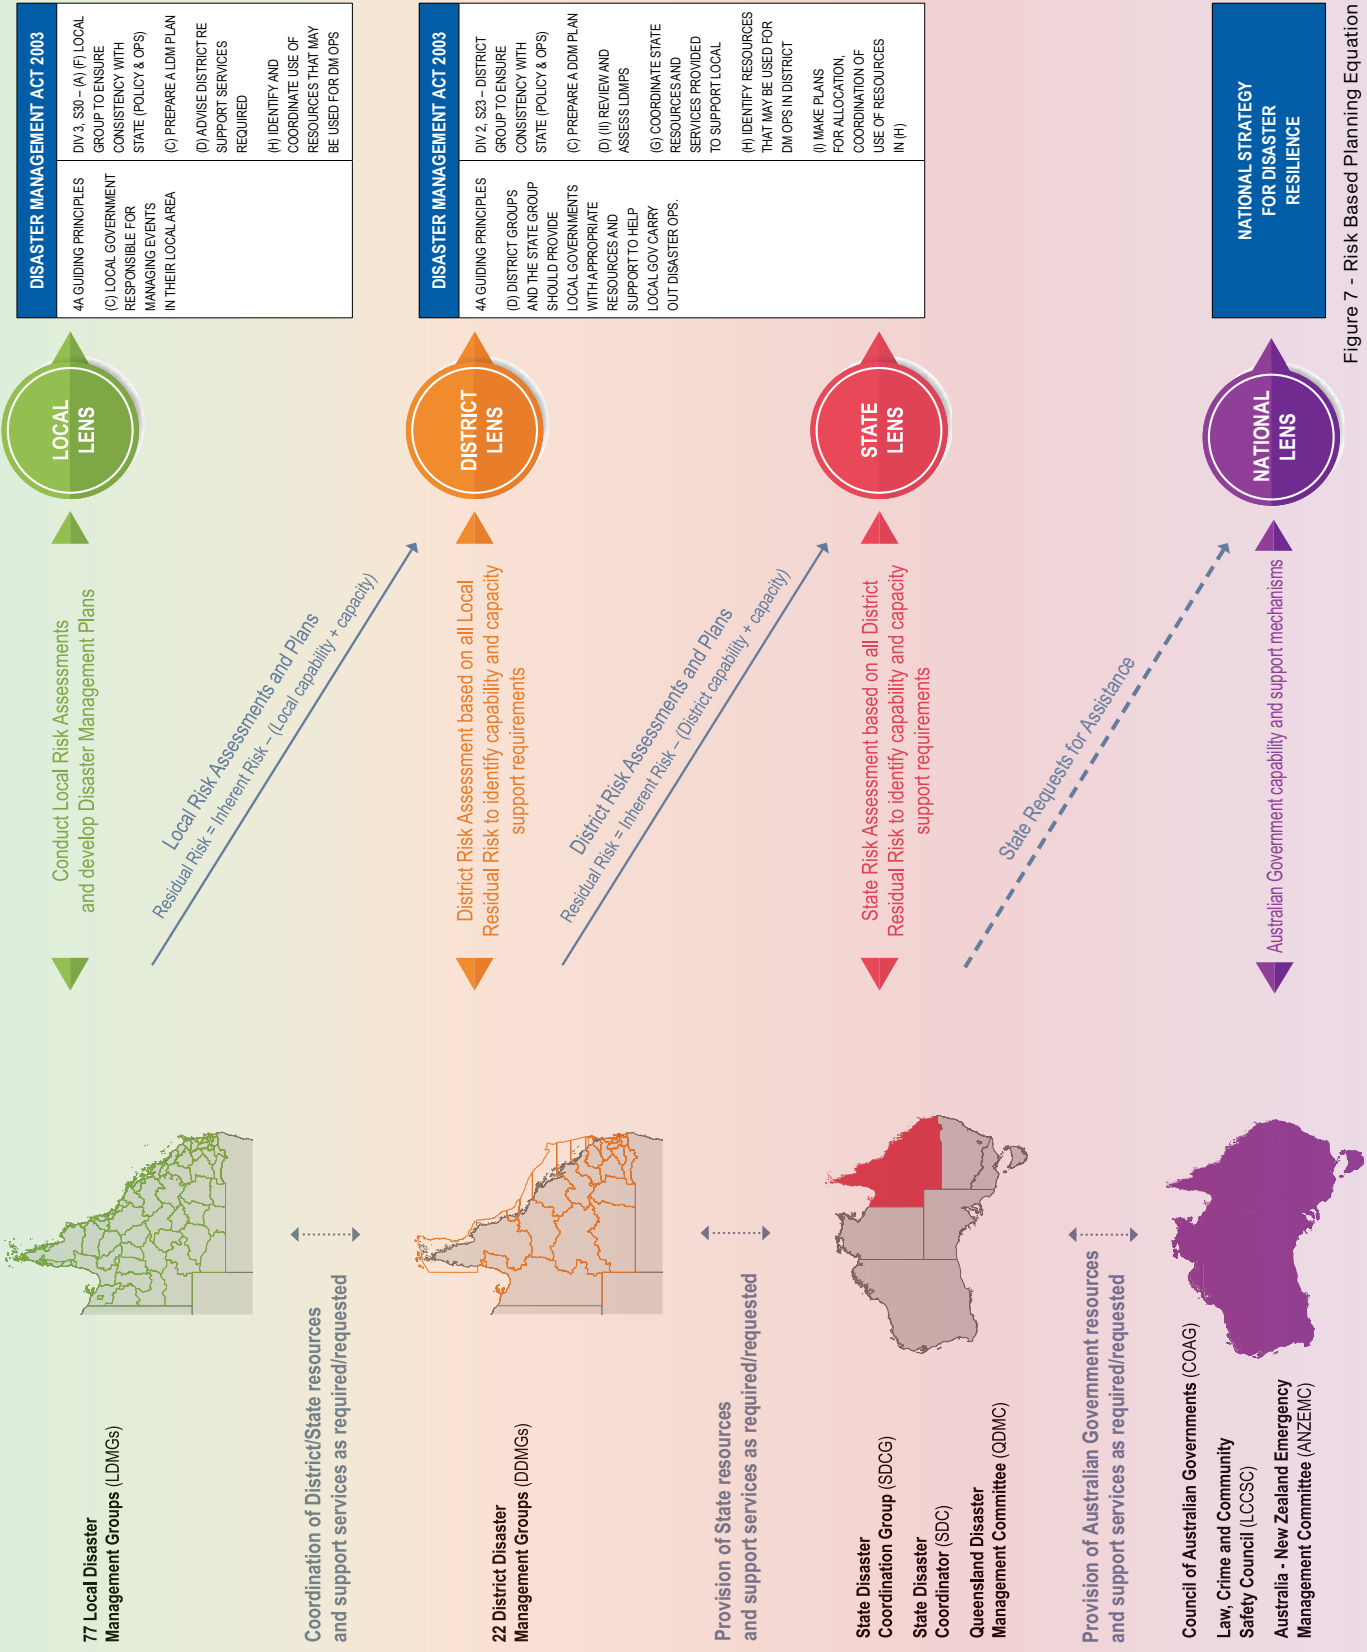 77 Local Disaster
Management Groups (LDMGs)
Conduct Local Risk Assessments
and develop Disaster Management Plans
LOCAL
LENS
DISASTER MANAGEMENT ACT 2003
4A GUIDING PRINCIPLES
(C) LOCAL GOVERNMENT
RESPONSIBLE FOR
MANAGING EVENTS
IN THEIR LOCAL AREA
DIV 3, S30 – (A) (F) LOCAL
GROUP TO ENSURE
CONSISTENCY WITH
STATE (POLICY & OPS)
(C) PREPARE A LDM PLAN
(D) ADVISE DISTRICT RE
SUPPORT SERVICES
REQUIRED
(H) IDENTIFY AND
COORDINATE USE OF
RESOURCES THAT MAY
BE USED FOR DM OPS
Coordination of District/State resources
and support services as required/requested
Local Risk Assessments and Plans
Residual Risk = Inherent Risk – (Local capability + capacity)
22 District Disaster
Management Groups (DDMGs)
District Risk Assessment based on all Local
Residual Risk to identify capability and capacity
support requirements
DISTRICT
LENS
DISASTER MANAGEMENT ACT 2003
4A GUIDING PRINCIPLES
(D) DISTRICT GROUPS
AND THE STATE GROUP
SHOULD PROVIDE
LOCAL GOVERNMENTS
WITH APPROPRIATE
RESOURCES AND
SUPPORT TO HELP
LOCAL GOV CARRY
OUT DISASTER OPS.
DIV 2, S23 – DISTRICT
GROUP TO ENSURE
CONSISTENCY WITH
STATE (POLICY & OPS)
(C) PREPARE A DDM PLAN
(D) (II) REVIEW AND
ASSESS LDMPS
(G) COORDINATE STATE
RESOURCES AND
SERVICES PROVIDED
TO SUPPORT LOCAL
(H) IDENTIFY RESOURCES
THAT MAY BE USED FOR
DM OPS IN DISTRICT
(I) MAKE PLANS
FOR ALLOCATION,
COORDINATION OF
USE OF RESOURCES
IN (H)
Provision of State resources
and support services as required/requested
District Risk Assessments and Plans
Residual Risk = Inherent Risk – (District capability + capacity)
State Disaster
Coordination Group (SDCG)
State Disaster
Coordinator (SDC)
Queensland Disaster
Management Committee (QDMC)
State Risk Assessment based on all District
Residual Risk to identify capability and capacity
support requirements
STATE
LENS
Provision of Australian Government resources
and support services as required/requested
State Requests for Assistance
Council of Australian Governments (COAG)
Law, Crime and Community
Safety Council (LCCSC)
Australia - New Zealand Emergency
Management Committee (ANZEMC)
Australian Government capability and support mechanisms
NATIONAL
LENS
NATIONAL STRATEGY
FOR DISASTER
RESILIENCE
Figure 7 - Risk Based Planning Equation